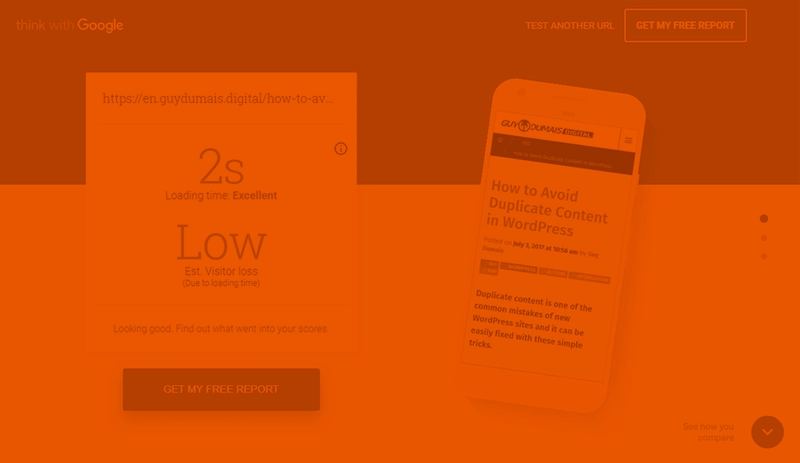 think with Google
TEST ANOTHER URL
GET MY FREE REPORT
https://en.guydumais.digital/how-to-av...
2s
Loading time: Excellent
Low
Est. Visitor loss
(Due to loading time)
Looking good. Find out what went into your scores
GET MY FREE REPORT
GUY DUMAIS DIGITAL
How to Avoid
Duplicate Content
in WordPress
Posted on July 3, 2017 at 10:56 am by Guy
Dumais
Duplicate content is one of the
common mistakes of new
WordPress sites and it can be
easily fixed with these simple
tricks.
See how you
compare